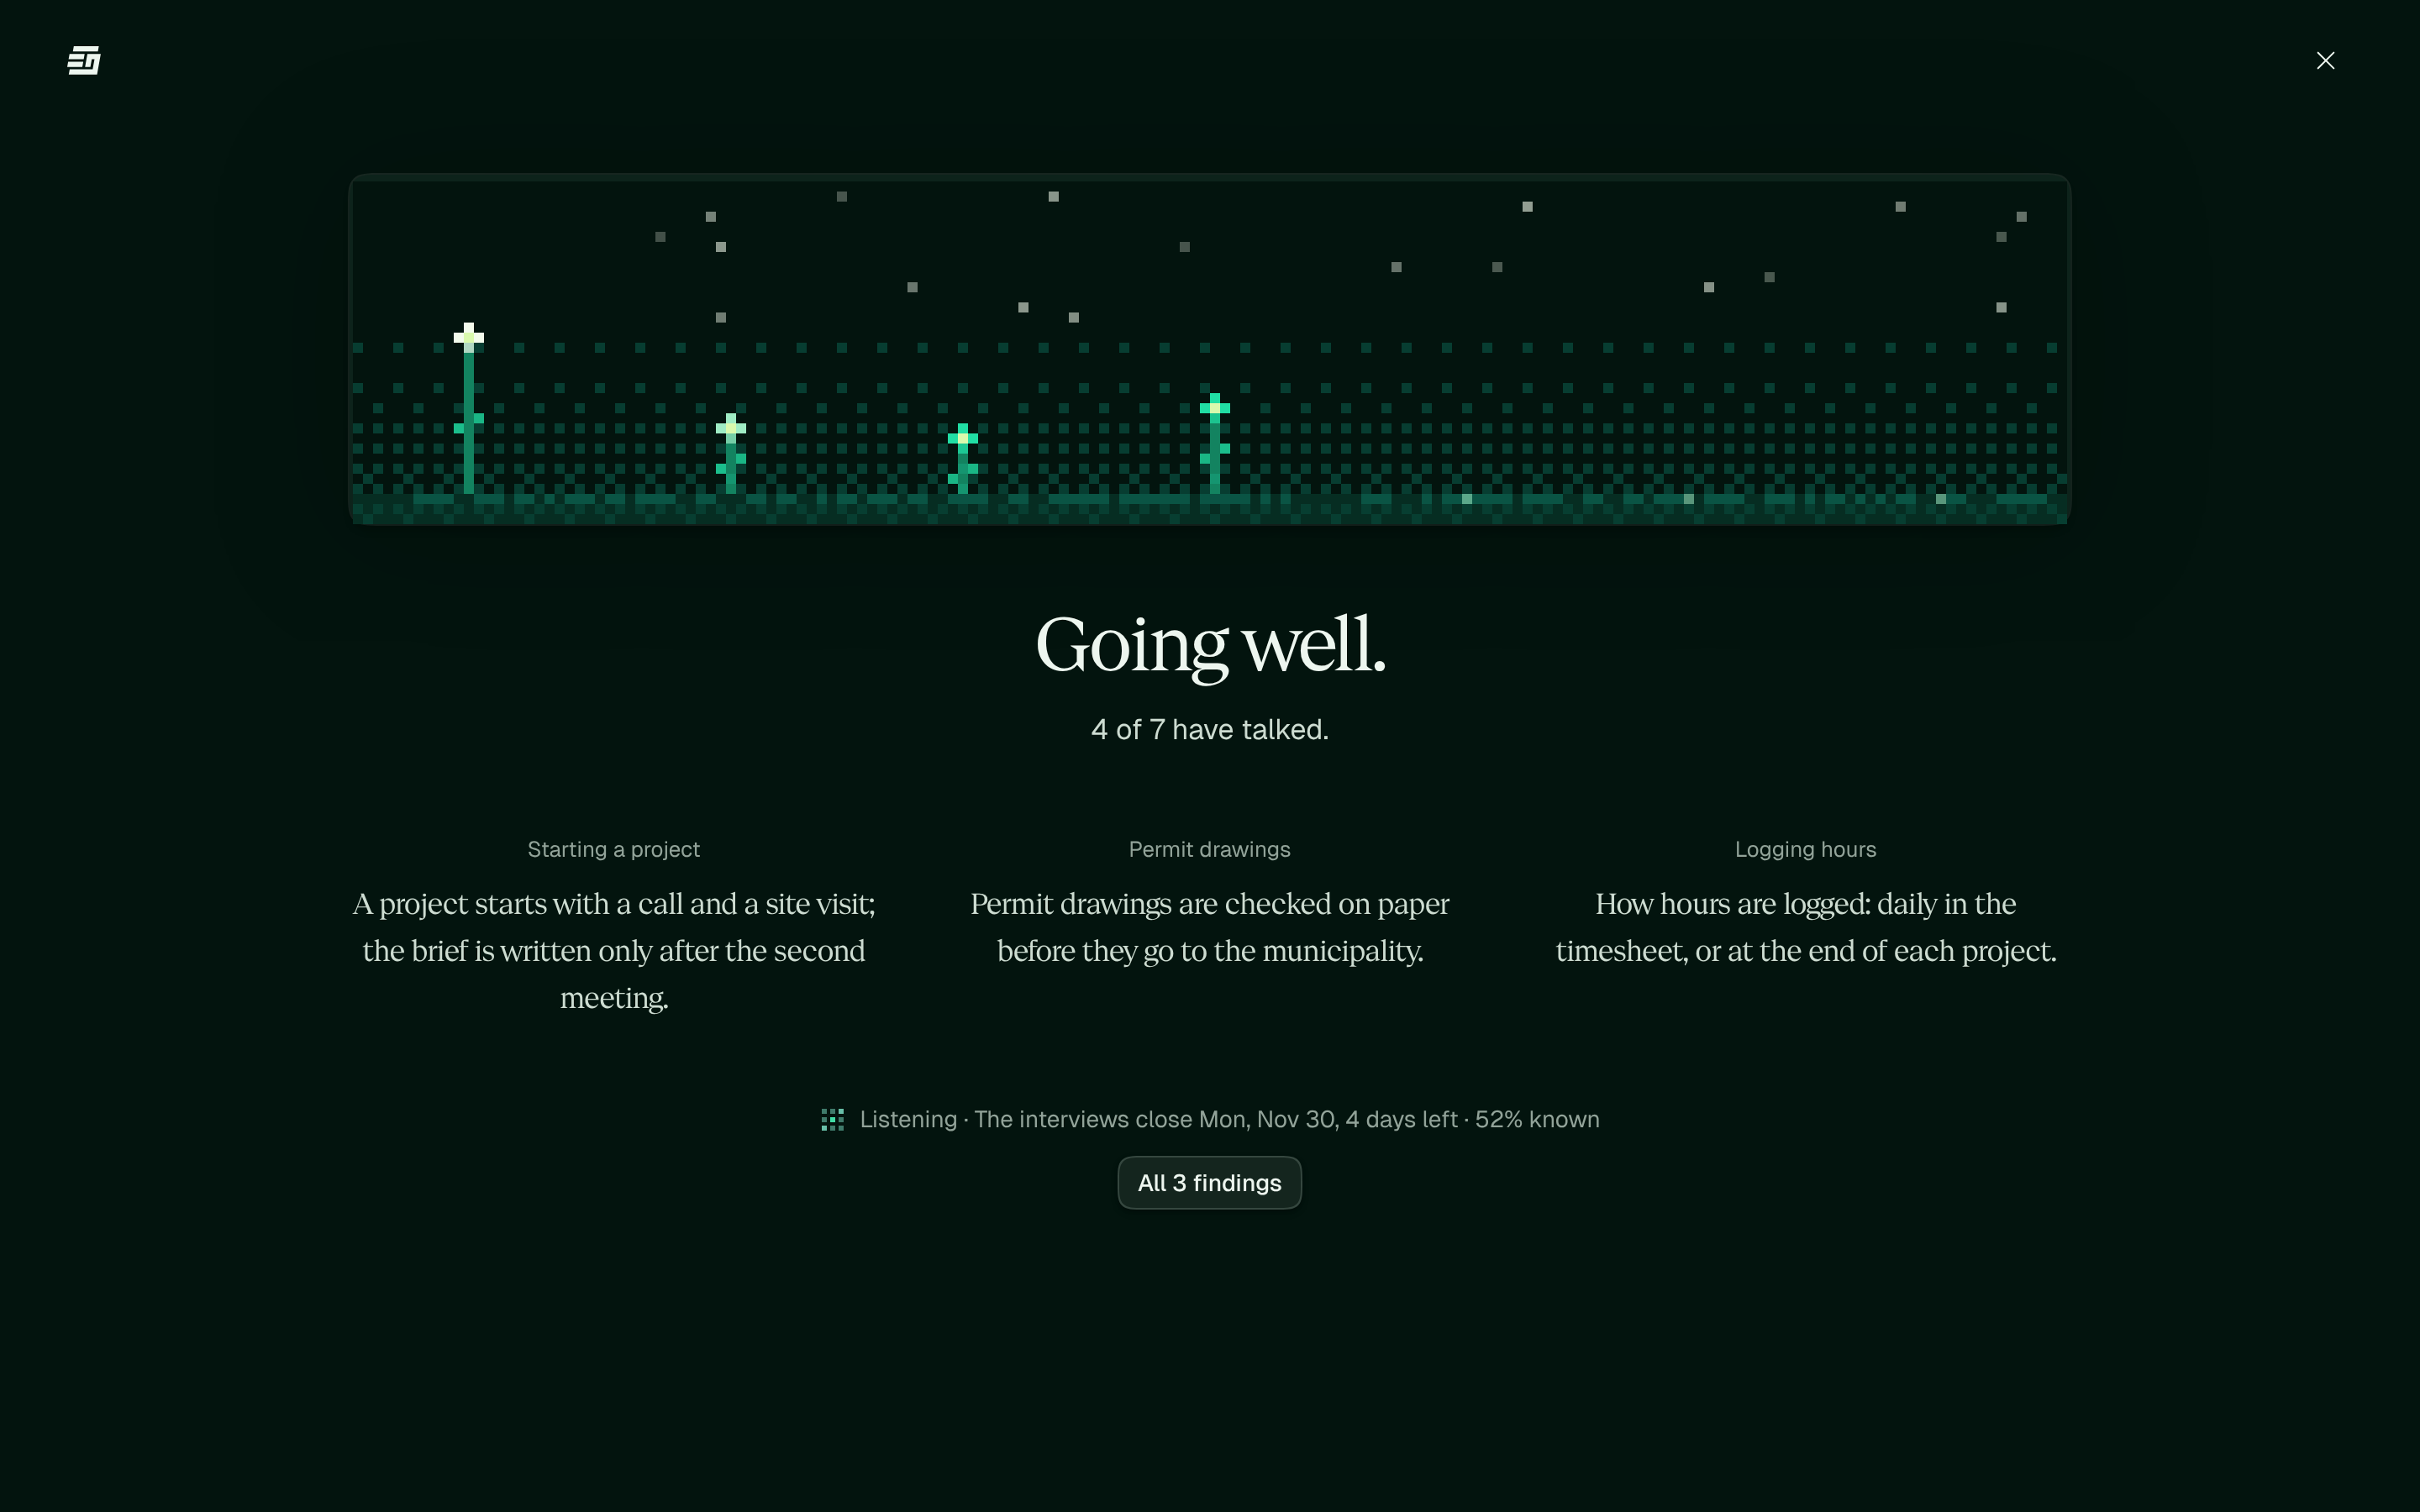 Going well.
4 of 7 have talked.
Starting a project
A project starts with a call and a site visit;
the brief is written only after the second
meeting.
Permit drawings
Permit drawings are checked on paper
before they go to the municipality.
Logging hours
How hours are logged: daily in the
timesheet, or at the end of each project.
Listening · The interviews close Mon, Nov 30, 4 days left · 52% known
All 3 findings